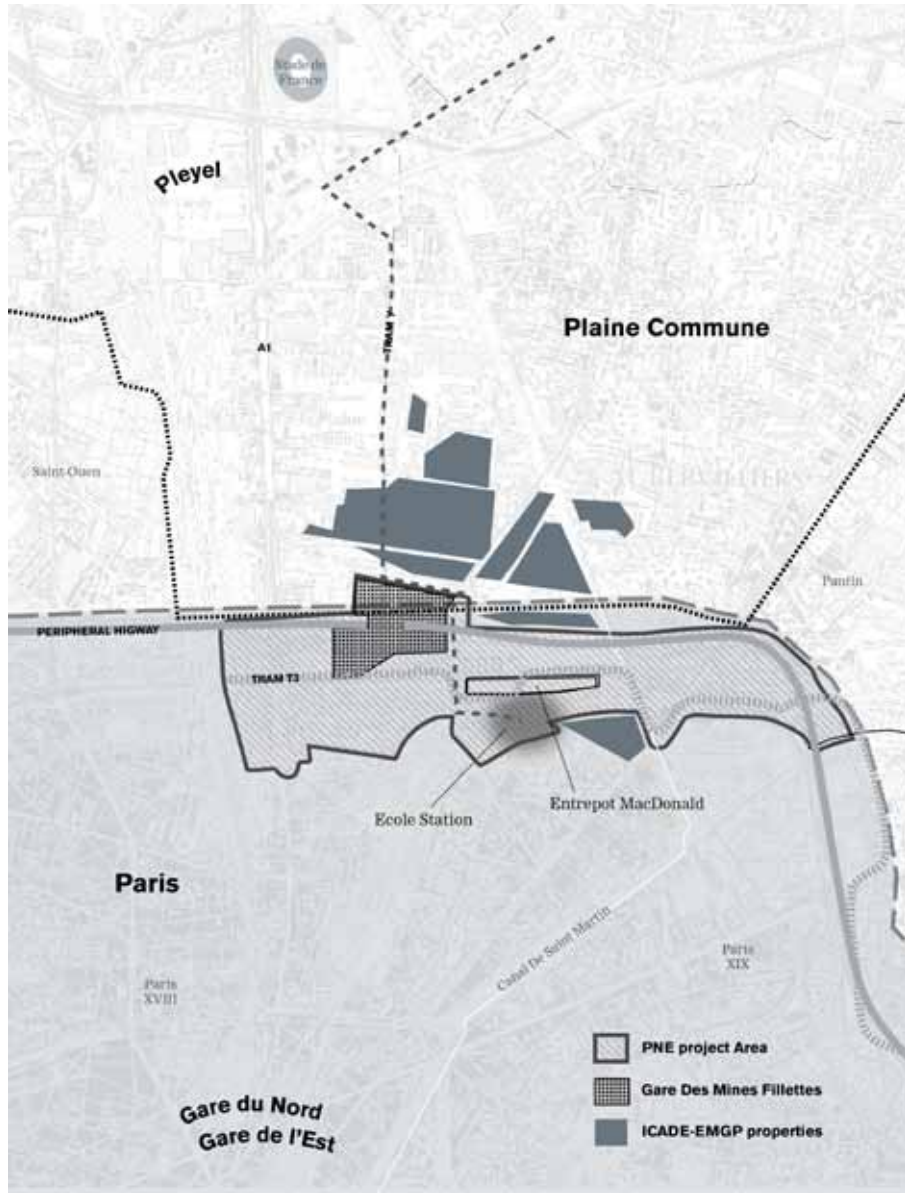 Stade de
France
Pleyel
Plaine Commune
TRAM Y
A1
Saint-Ouen
AUBERVILLIERS
Pantin
PERIPHERAL HIGWAY
TRAM T3
Ecole Station
Entrepot MacDonald
Paris
Canal De Saint Martin
Paris
XIX
Paris
XVIII
PNE project Area
Gare Des Mines Fillettes
ICADE-EMGP properties
Gare du Nord
Gare de l'Est